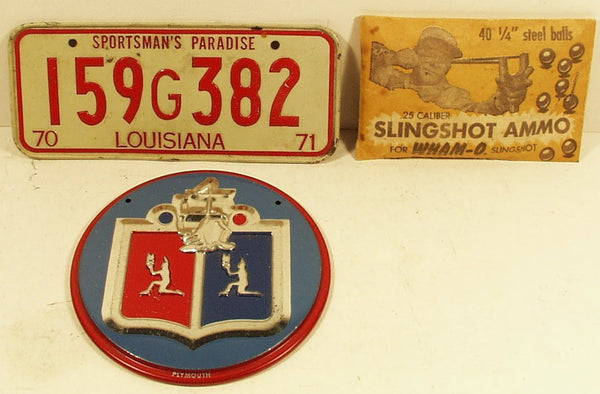 SPORTSMAN'S PARADISE
159G382
70 LOUISIANA 71
40 1/4" steel balls
.25 CALIBER
SLINGSHOT AMMO
FOR WHAM-O SLINGSHOT
PLYMOUTH